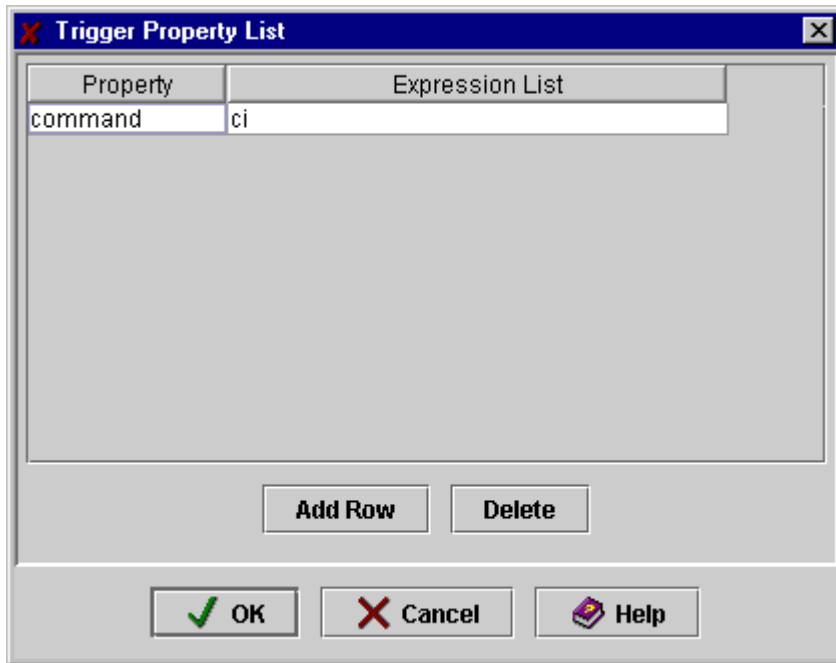 Trigger Property List
Property Expression List
command ci
Add Row Delete
OK Cancel Help